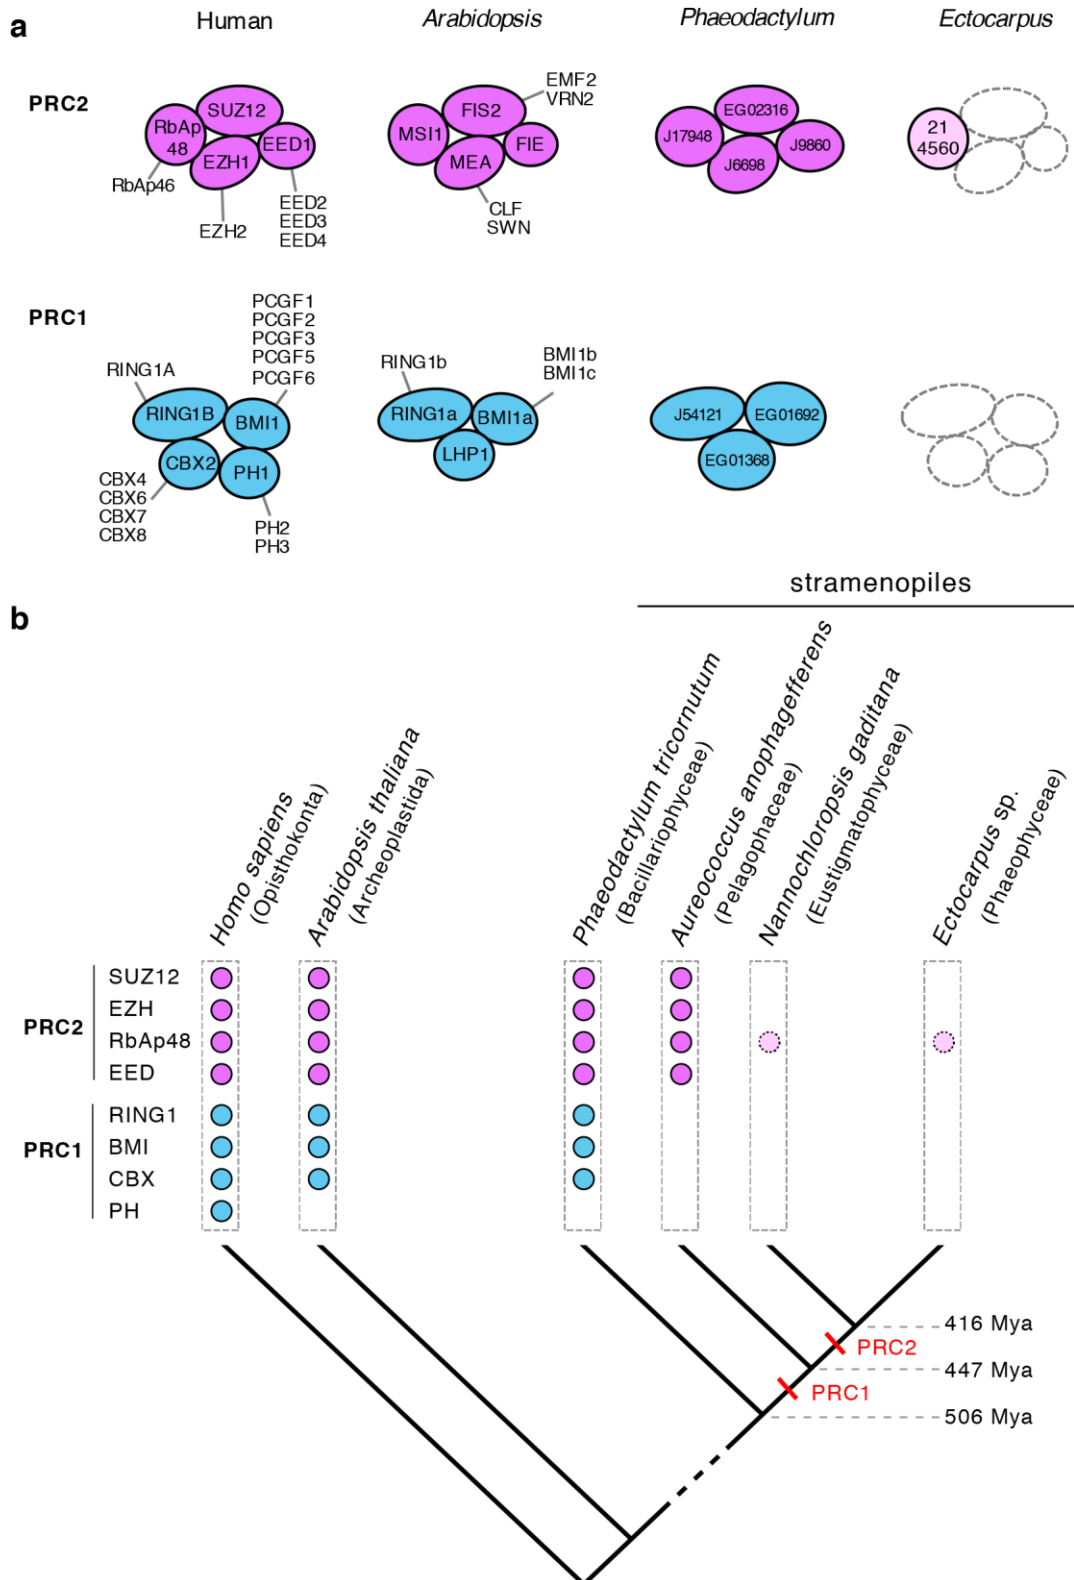 a
Human
Arabidopsis
Phaeodactylum
Ectocarpus
PRC2
SUZ12
RbAp
48
EED1
EZH1
RbAp46
EZH2
EED2
EED3
EED4
EMF2
VRN2
FIS2
MSI1
FIE
MEA
CLF
SWN
EG02316
J17948
J9860
J6698
21
4560
PRC1
PCGF1
PCGF2
PCGF3
PCGF5
PCGF6
RING1A
RING1B
BMI1
CBX2
PH1
CBX4
CBX6
CBX7
CBX8
PH2
PH3
RING1b
BMI1b
BMI1c
RING1a
BMI1a
LHP1
J54121
EG01692
EG01368
stramenopiles
b
Homo sapiens
(Opisthokonta)
Arabidopsis thaliana
(Archeoplastida)
Phaeodactylum tricornutum
(Bacillariophyceae)
Aureococcus anophagefferens
(Pelagophaceae)
Nannochloropsis gaditana
(Eustigmatophyceae)
Ectocarpus sp.
(Phaeophyceae)
PRC2
SUZ12
EZH
RbAp48
EED
PRC1
RING1
BMI
CBX
PH
416 Mya
PRC2
447 Mya
PRC1
506 Mya